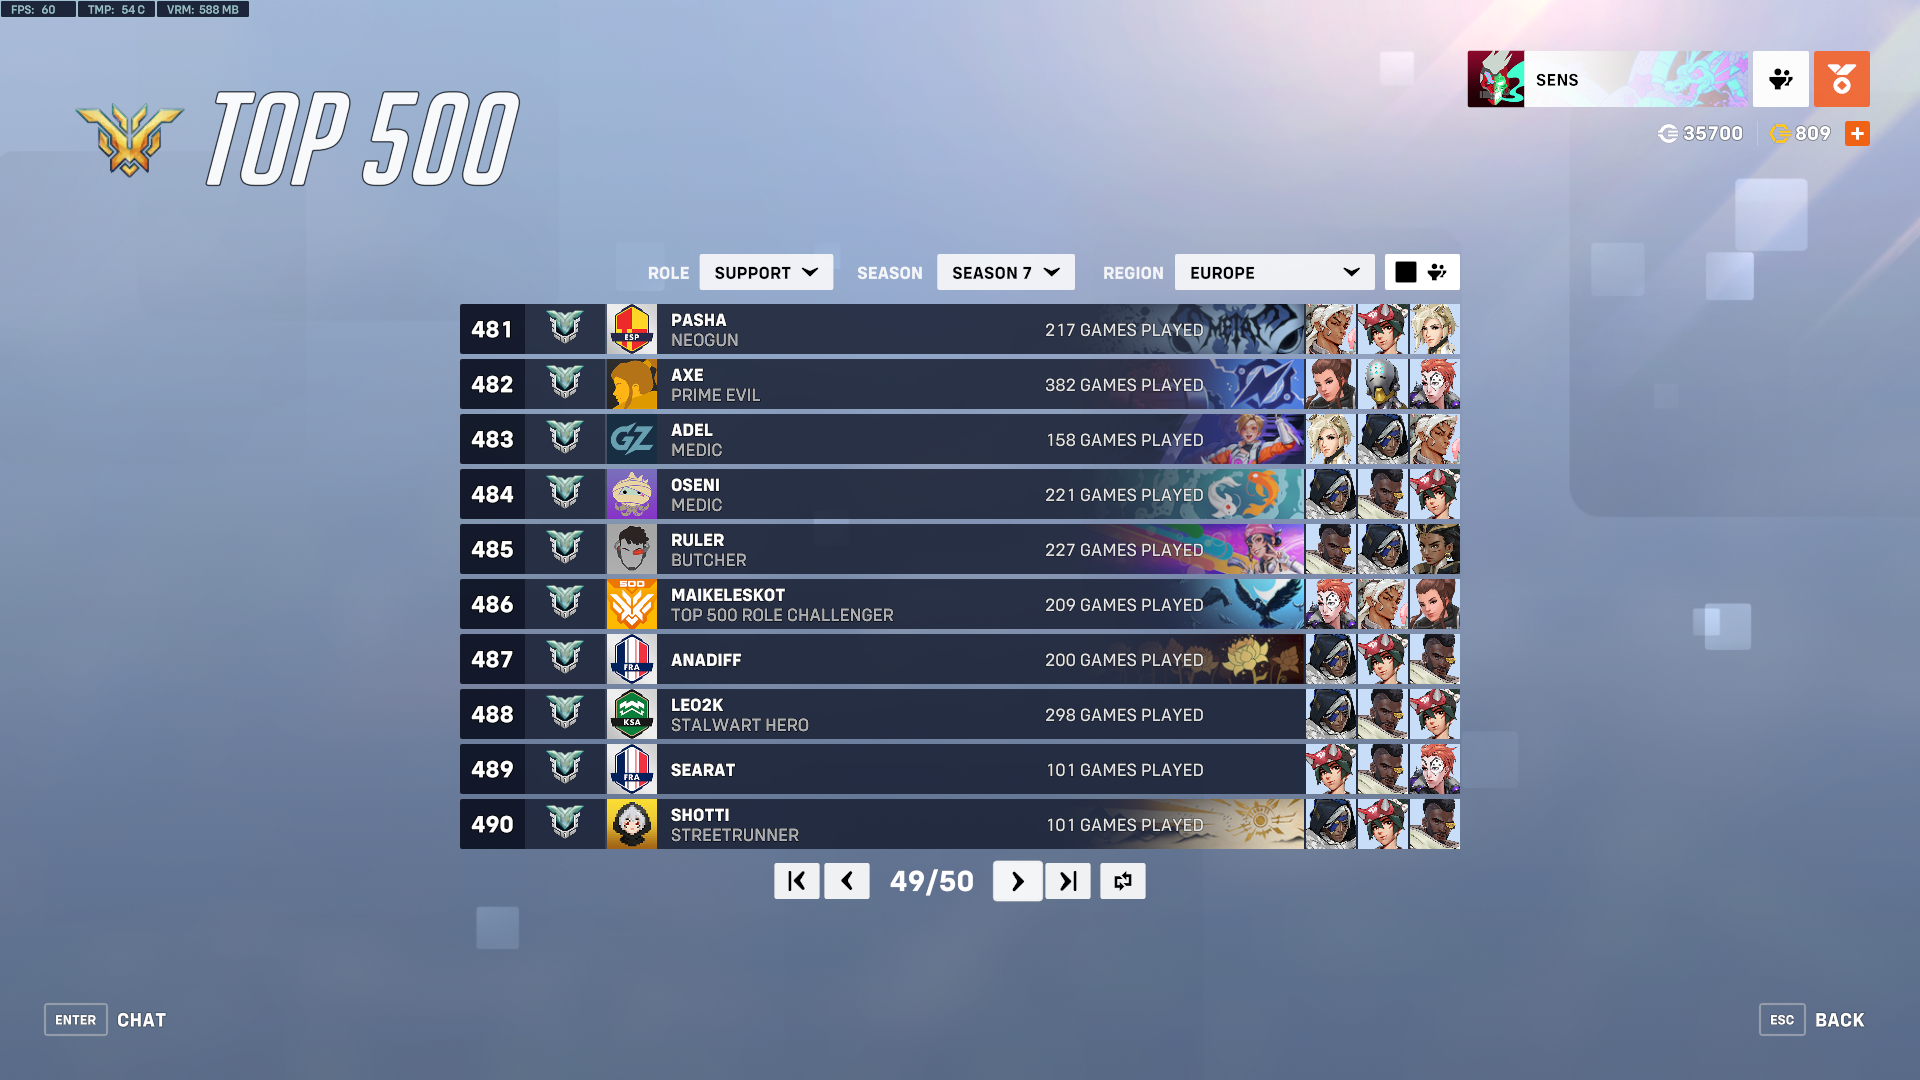 FPS: 60 TMP: 54 C VRM: 588 MB
TOP 500
SENS
35700 809
ROLE SUPPORT SEASON SEASON 7 REGION EUROPE
481 ESP PASHA
NEOGUN
217 GAMES PLAYED
482 AXE
PRIME EVIL
382 GAMES PLAYED
483 GZ ADEL
MEDIC
158 GAMES PLAYED
484 OSENI
MEDIC
221 GAMES PLAYED
485 RULER
BUTCHER
227 GAMES PLAYED
486 500 MAIKELESKOT
TOP 500 ROLE CHALLENGER
209 GAMES PLAYED
487 FRA ANADIFF
200 GAMES PLAYED
488 KSA LEO2K
STALWART HERO
298 GAMES PLAYED
489 FRA SEARAT
101 GAMES PLAYED
490 SHOTTI
STREETRUNNER
101 GAMES PLAYED
49/50
ENTER CHAT
ESC BACK